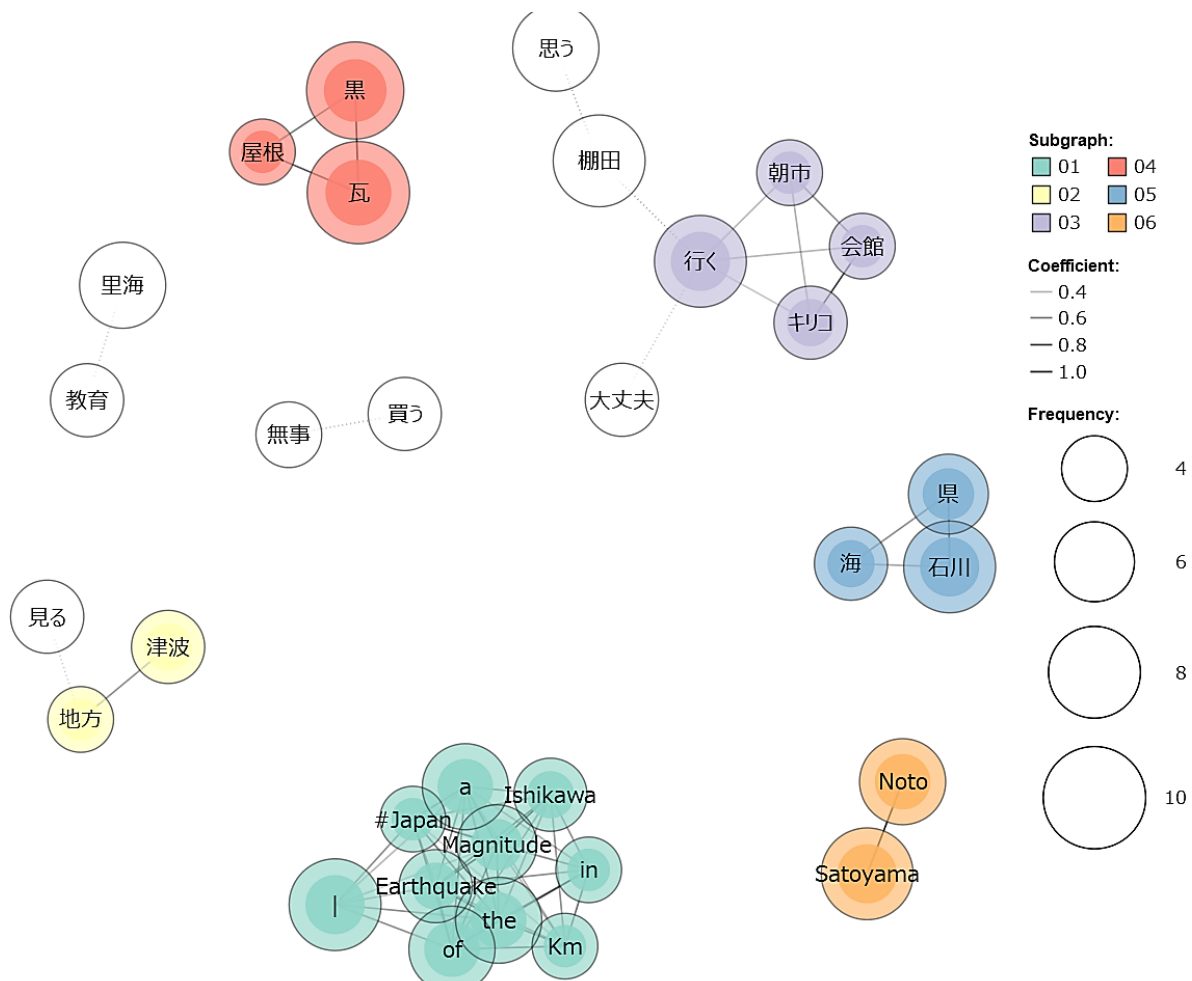 思う
黒
棚田
屋根
朝市
瓦
会館
行く
里海
キリコ
教育
大丈夫
買う
無事
県
海
石川
見る
津波
地方
Noto
a
Ishikawa
#Japan
Magnitude
in
Satoyama
Earthquake
|
the
of
Km
Subgraph:
01 04
02 05
03 06
Coefficient:
0.4
0.6
0.8
1.0
Frequency:
4
6
8
10